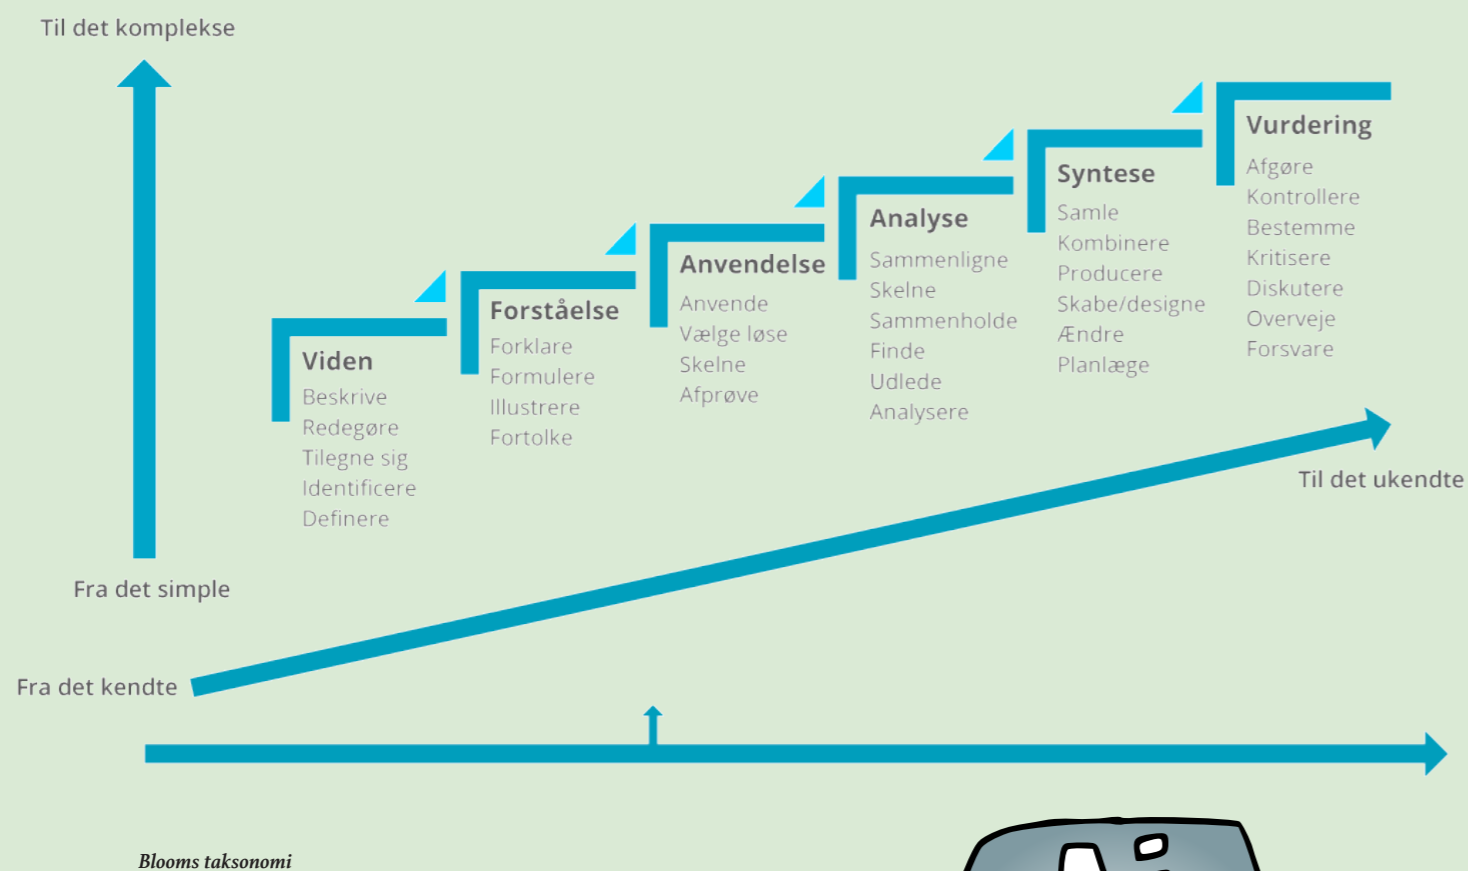 Til det komplekse
Fra det simple
Viden
Beskrive
Redegøre
Tilegne sig
Identificere
Definere
Forståelse
Forklare
Formulere
Illustrere
Fortolke
Anvendelse
Anvende
Vælge løse
Skelne
Afprøve
Analyse
Sammenligne
Skelne
Sammenholde
Finde
Udlede
Analysere
Syntese
Samle
Kombinere
Producere
Skabe/designe
Ændre
Planlæge
Vurdering
Afgøre
Kontrollere
Bestemme
Kritisere
Diskutere
Overveje
Forsvare
Til det ukendte
Fra det kendte
Blooms taksonomi